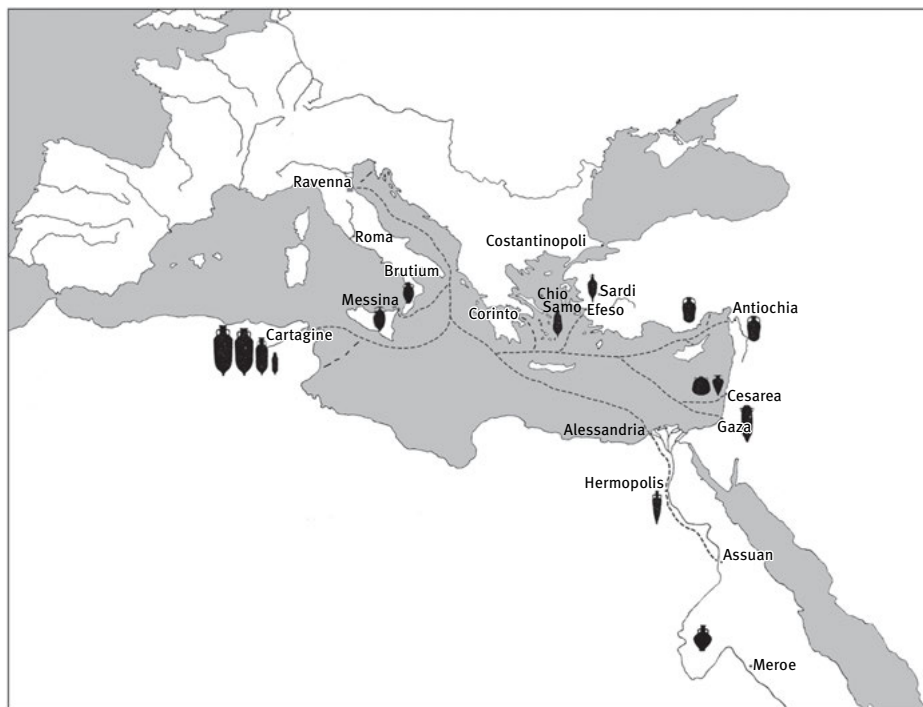 Ravenna
Roma
Costantinopoli
Brutium
Messina
Chio
Sardi
Samo
Efeso
Corinto
Antiochia
Cartagine
Cesarea
Gaza
Alessandria
Hermopolis
Assuan
Meroe